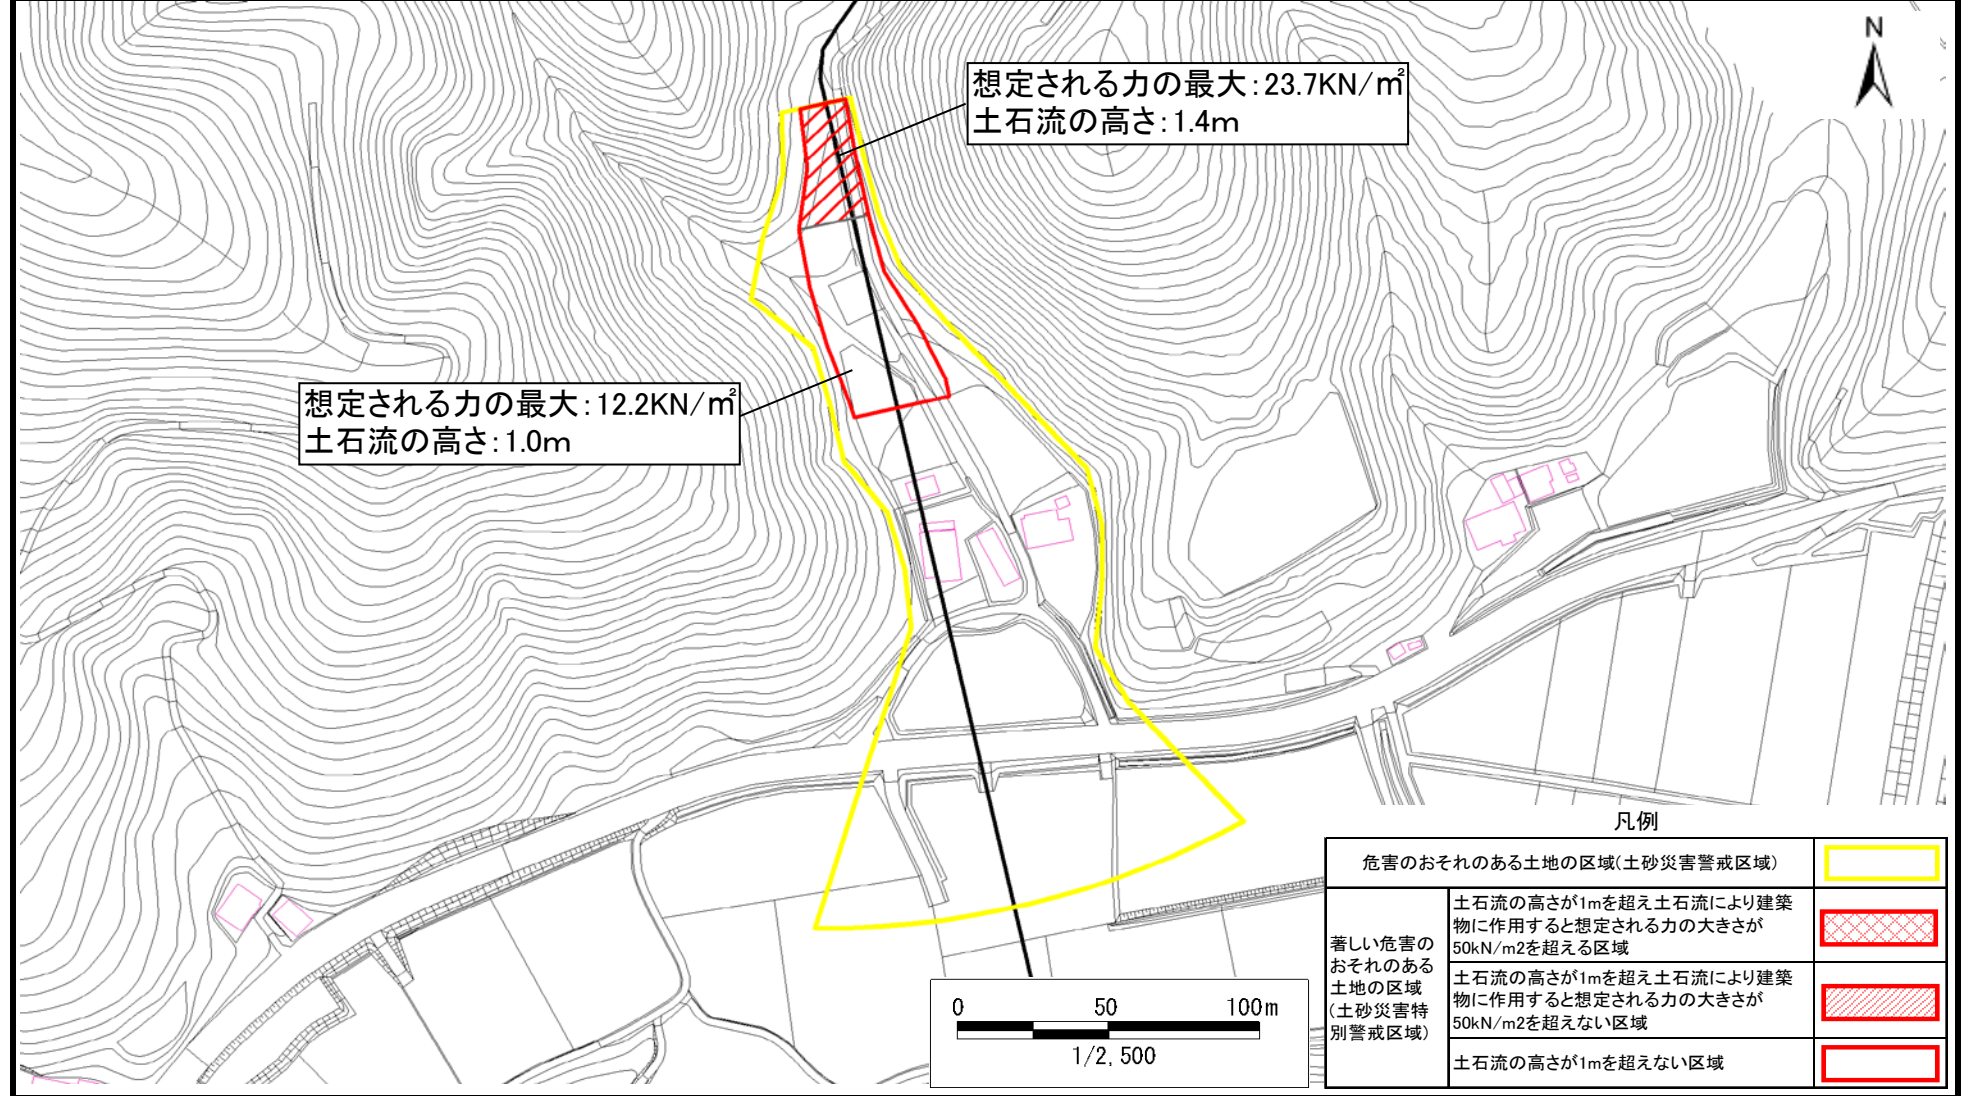 N
想定される力の最大:23.7KN/㎡
土石流の高さ:1.4m
想定される力の最大:12.2KN/㎡
土石流の高さ:1.0m
0 50 100m
1/2,500
凡例
危害のおそれのある土地の区域(土砂災害警戒区域)
著しい危害の
おそれのある
土地の区域
(土砂災害特
別警戒区域)
土石流の高さが1mを超え土石流により建築
物に作用すると想定される力の大きさが
50kN/m2を超える区域
土石流の高さが1mを超え土石流により建築
物に作用すると想定される力の大きさが
50kN/m2を超えない区域
土石流の高さが1mを超えない区域